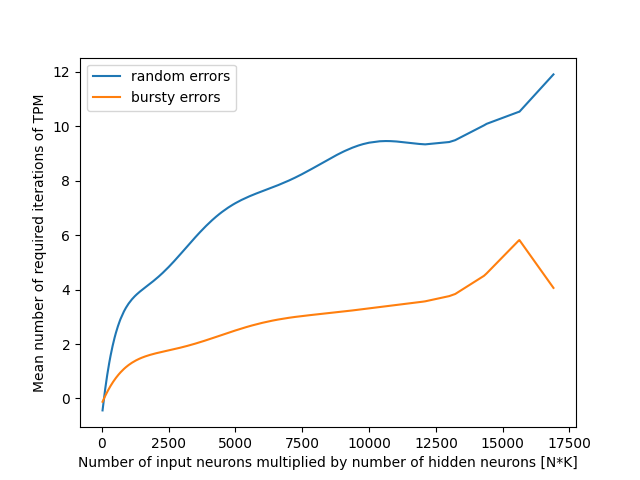 random errors
bursty errors
Mean number of required iterations of TPM
12
10
8
6
4
2
0
0 2500 5000 7500 10000 12500 15000 17500
Number of input neurons multiplied by number of hidden neurons [N*K]